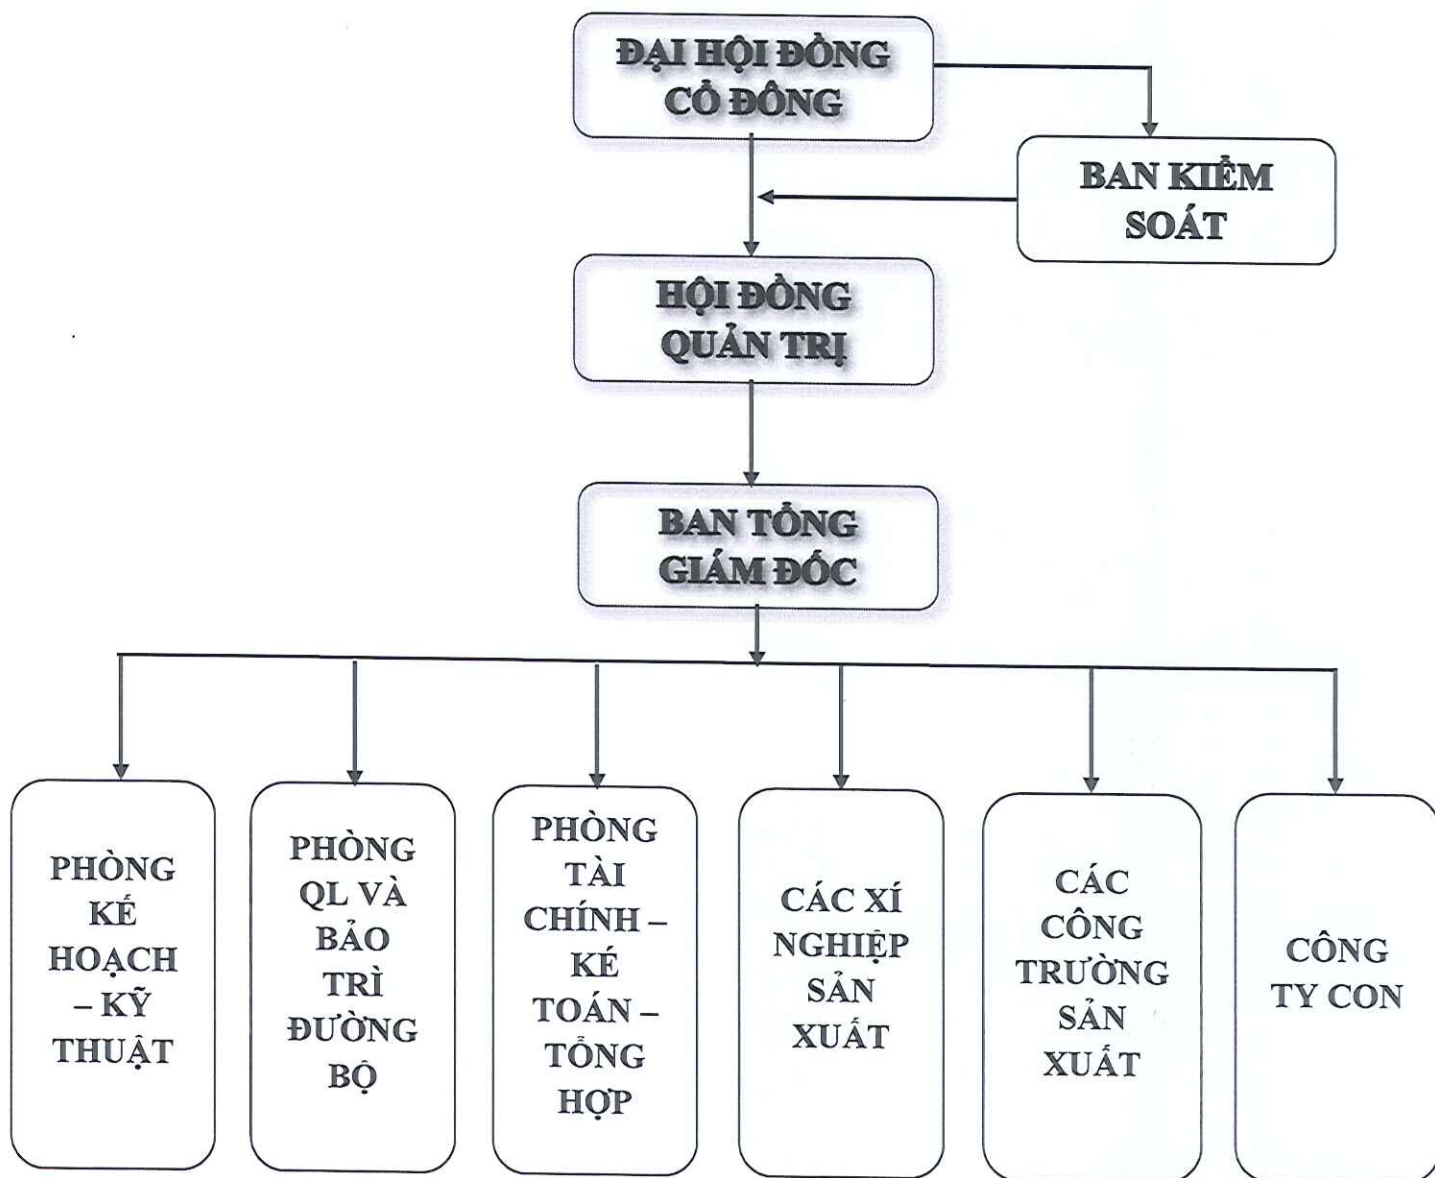 ĐẠI HỘI ĐỒNG
CỔ ĐÔNG
BAN KIỂM
SOÁT
HỘI ĐỒNG
QUẢN TRỊ
BAN TỔNG
GIÁM ĐỐC
PHÒNG
KẾ
HOẠCH
– KỸ
THUẬT
PHÒNG
QL VÀ
BẢO
TRÌ
ĐƯỜNG
BỘ
PHÒNG
TÀI
CHÍNH –
KẾ
TOÁN –
TỔNG
HỢP
CÁC XÍ
NGHIỆP
SẢN
XUẤT
CÁC
CÔNG
TRƯỜNG
SẢN
XUẤT
CÔNG
TY CON